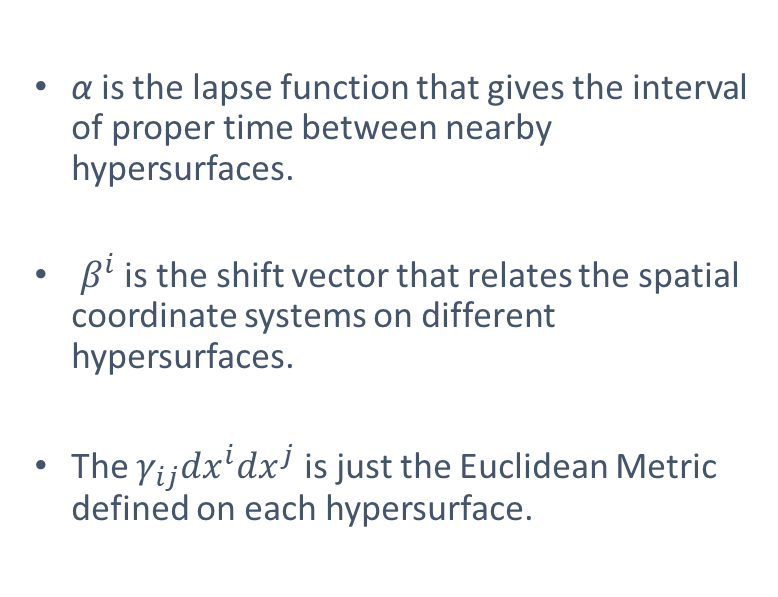 • α is the lapse function that gives the interval
of proper time between nearby
hypersurfaces.
• βⁱ is the shift vector that relates the spatial
coordinate systems on different
hypersurfaces.
• The γᵢⱼdxⁱdxʲ is just the Euclidean Metric
defined on each hypersurface.